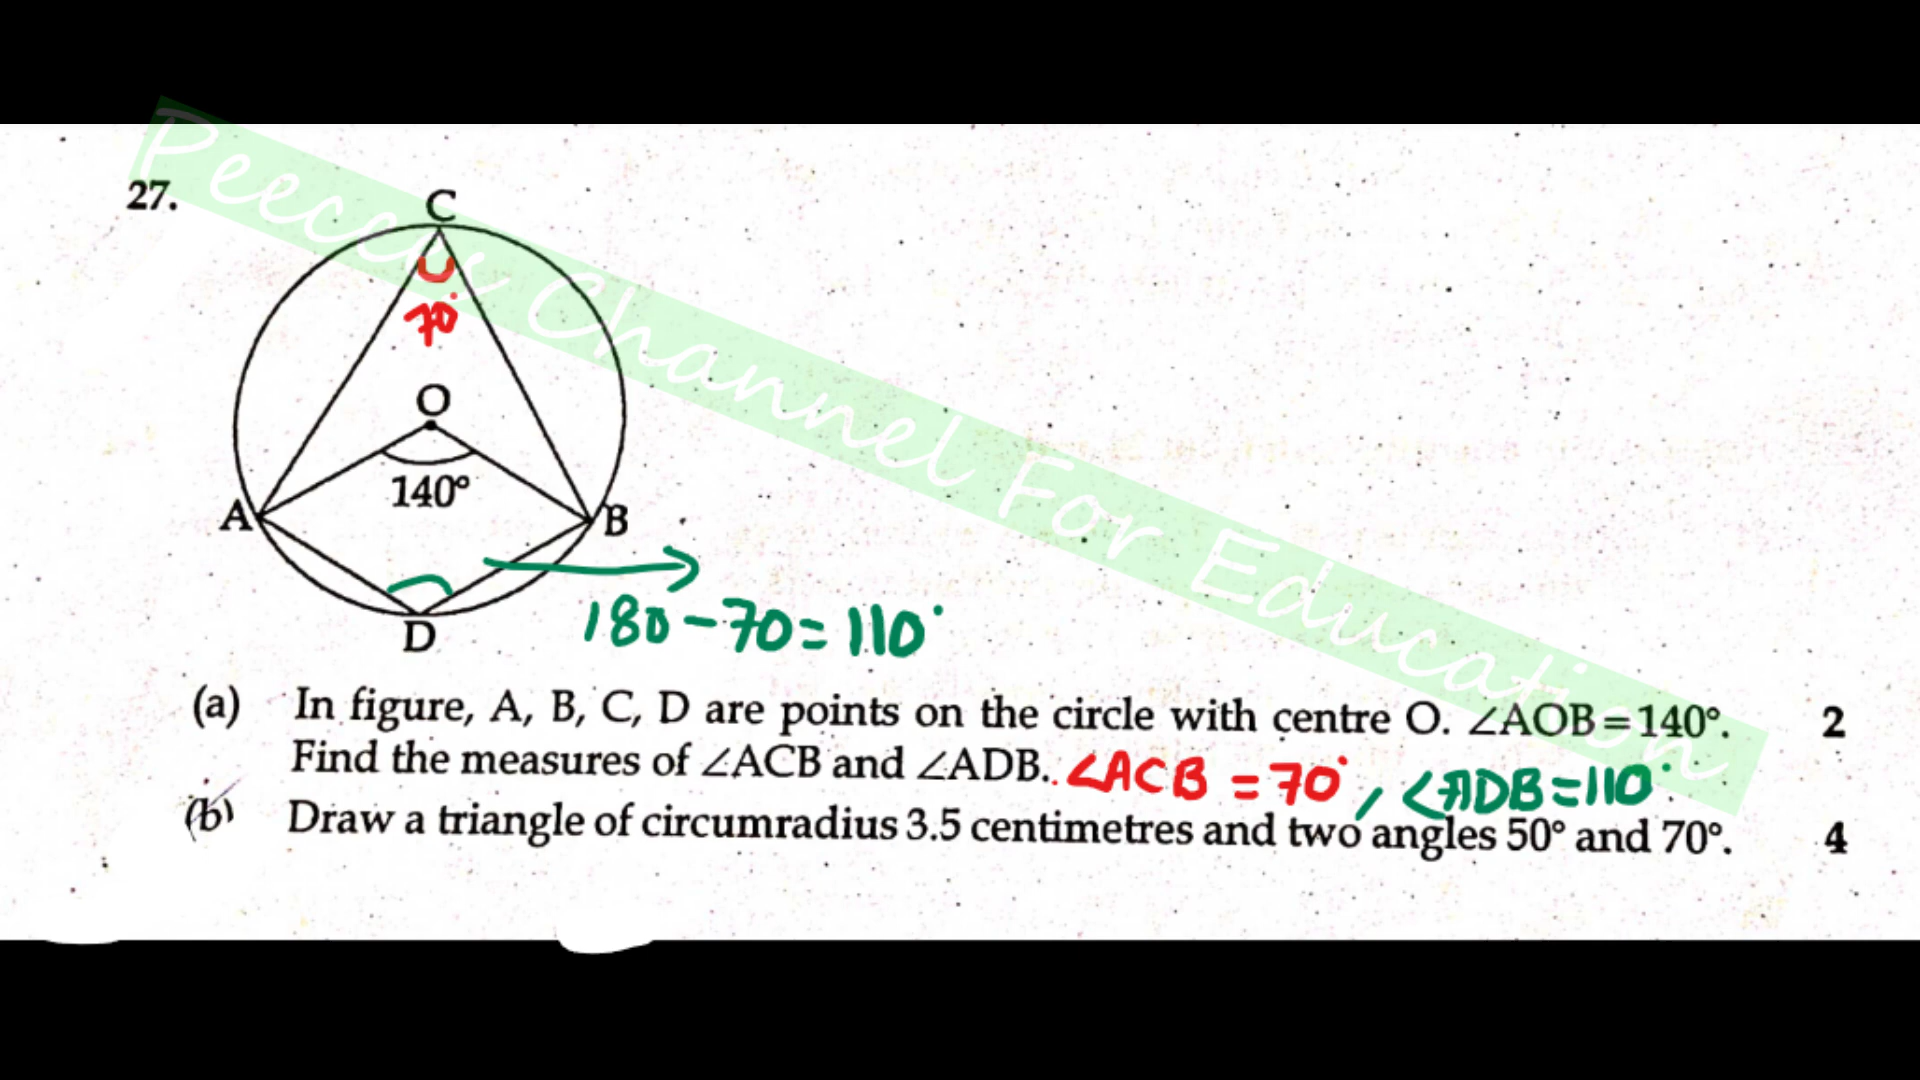 Peecees Channel For Education
27.
C
70°
O
140°
A
B
D
180-70=110°
(a) In figure, A, B, C, D are points on the circle with centre O. ∠AOB=140°. 2
Find the measures of ∠ACB and ∠ADB. ∠ACB = 70°, ∠ADB=110°
(b) Draw a triangle of circumradius 3.5 centimetres and two angles 50° and 70°. 4